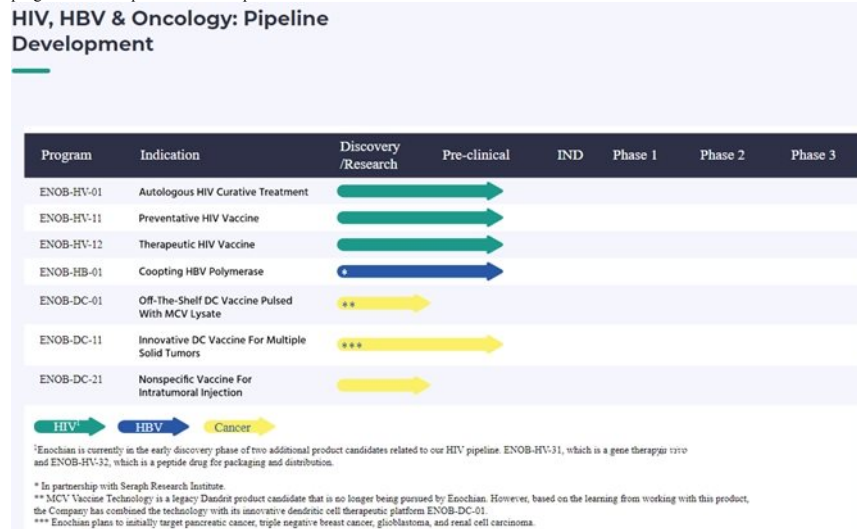 HIV, HBV & Oncology: Pipeline
Development
Program Indication Discovery /Research Pre-clinical IND Phase 1 Phase 2 Phase 3
ENOB-HV-01 Autologous HIV Curative Treatment
ENOB-HV-11 Preventative HIV Vaccine
ENOB-HV-12 Therapeutic HIV Vaccine
ENOB-HB-01 Coopting HBV Polymerase *
ENOB-DC-01 Off-The-Shelf DC Vaccine Pulsed
With MCV Lysate **
ENOB-DC-11 Innovative DC Vaccine For Multiple
Solid Tumors ***
ENOB-DC-21 Nonspecific Vaccine For
Intratumoral Injection
HIV¹ HBV Cancer
¹Enochian is currently in the early discovery phase of two additional product candidates related to our HIV pipeline. ENOB-HV-31, which is a gene therapy
and ENOB-HV-32, which is a peptide drug for packaging and distribution.
* In partnership with Seraph Research Institute.
** MCV Vaccine Technology is a legacy Dandrit product candidate that is no longer being pursued by Enochian. However, based on the learning from working with this product,
the Company has combined the technology with its innovative dendritic cell therapeutic platform ENOB-DC-01.
*** Enochian plans to initially target pancreatic cancer, triple negative breast cancer, glioblastoma, and renal cell carcinoma.